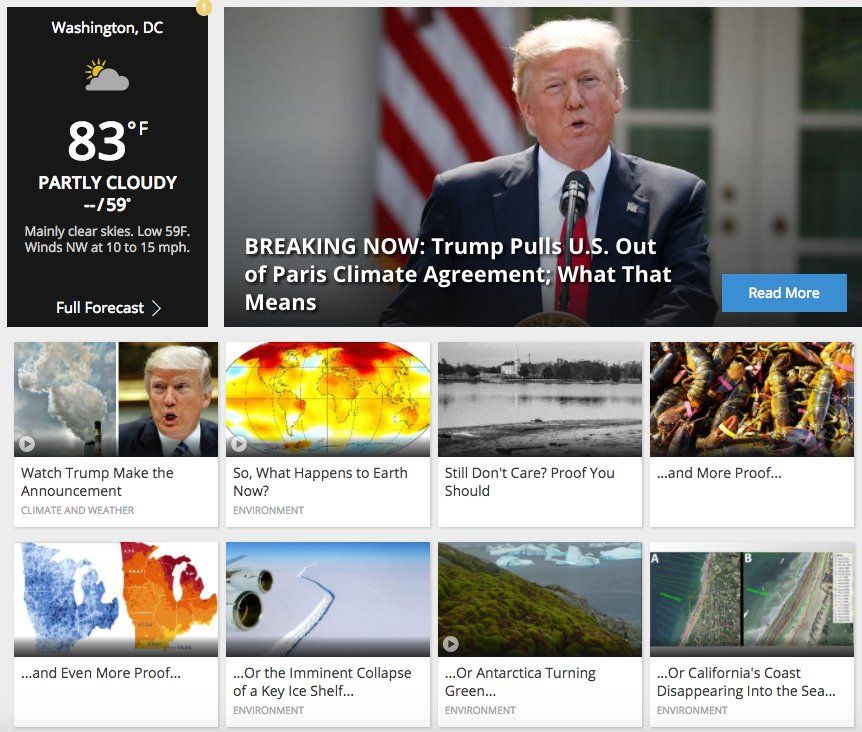 1
Washington, DC
83°F
PARTLY CLOUDY
--/59°
Mainly clear skies. Low 59F.
Winds NW at 10 to 15 mph.
Full Forecast
BREAKING NOW: Trump Pulls U.S. Out
of Paris Climate Agreement; What That
Means
Read More
Watch Trump Make the
Announcement
CLIMATE AND WEATHER
So, What Happens to Earth
Now?
ENVIRONMENT
Still Don't Care? Proof You
Should
...and More Proof...
A
B
...and Even More Proof...
...Or the Imminent Collapse
of a Key Ice Shelf...
ENVIRONMENT
...Or Antarctica Turning
Green...
ENVIRONMENT
...Or California's Coast
Disappearing Into the Sea...
ENVIRONMENT